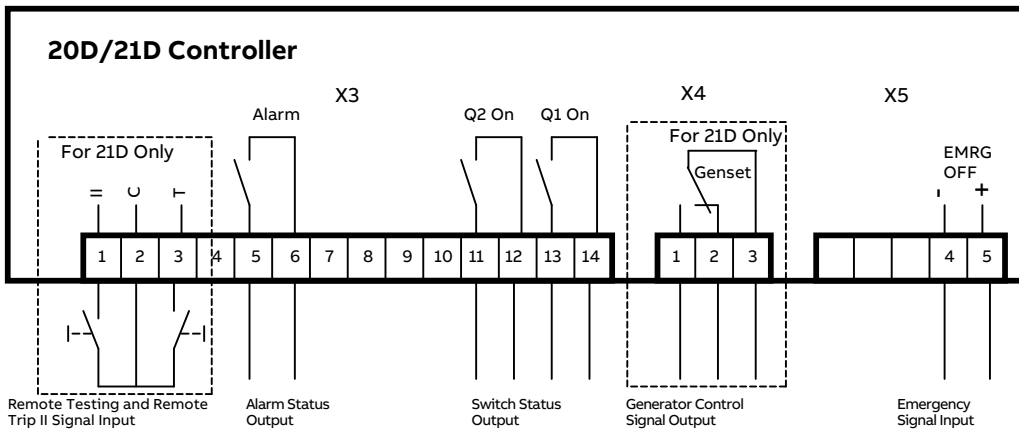 20D/21D Controller
X3
X4
X5
Alarm
Q2 On
Q1 On
For 21D Only
For 21D Only
Genset
EMRG
OFF
II
C
T
- +
1 2 3 4 5 6 7 8 9 10 11 12 13 14
1 2 3
4 5
Remote Testing and Remote
Trip II Signal Input
Alarm Status
Output
Switch Status
Output
Generator Control
Signal Output
Emergency
Signal Input